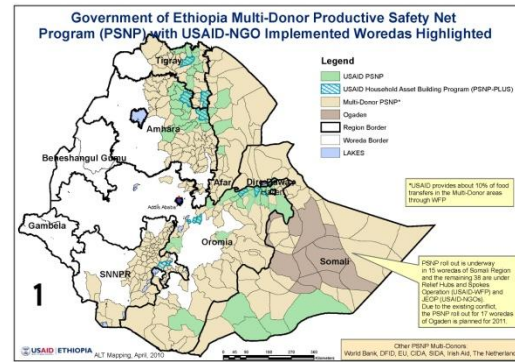 Government of Ethiopia Multi-Donor Productive Safety Net
Program (PSNP) with USAID-NGO Implemented Woredas Highlighted
Legend
USAID PSNP
USAID Household Asset Building Program (PSNP-PLUS)
Multi-Donor PSNP*
Ogaden
Region Border
Woreda Border
LAKES
Tigray
Amhara
Beneshangul Gumu
Afar
Dire Dawa
Addis Ababa
Gambela
Oromia
SNNPR
Somali
*USAID provides about 10% of food
transfers in the Multi-Donor areas
through WFP
PSNP roll out is underway
in 15 woredas of Somali Region
and the remaining 38 are under
Relief Hubs and Spokes
Operation (USAID-WFP) and
JEOP (USAID-NGOs).
Due to the existing conflict,
the PSNP roll out for 17 woredas
of Ogaden is planned for 2011.
1
USAID ETHIOPIA
ALT Mapping, April, 2010
Kilometers
Other PSNP Multi-Donors:
World Bank, DFID, EU, CIDA, SIDA, Irish Aid, The Netherland